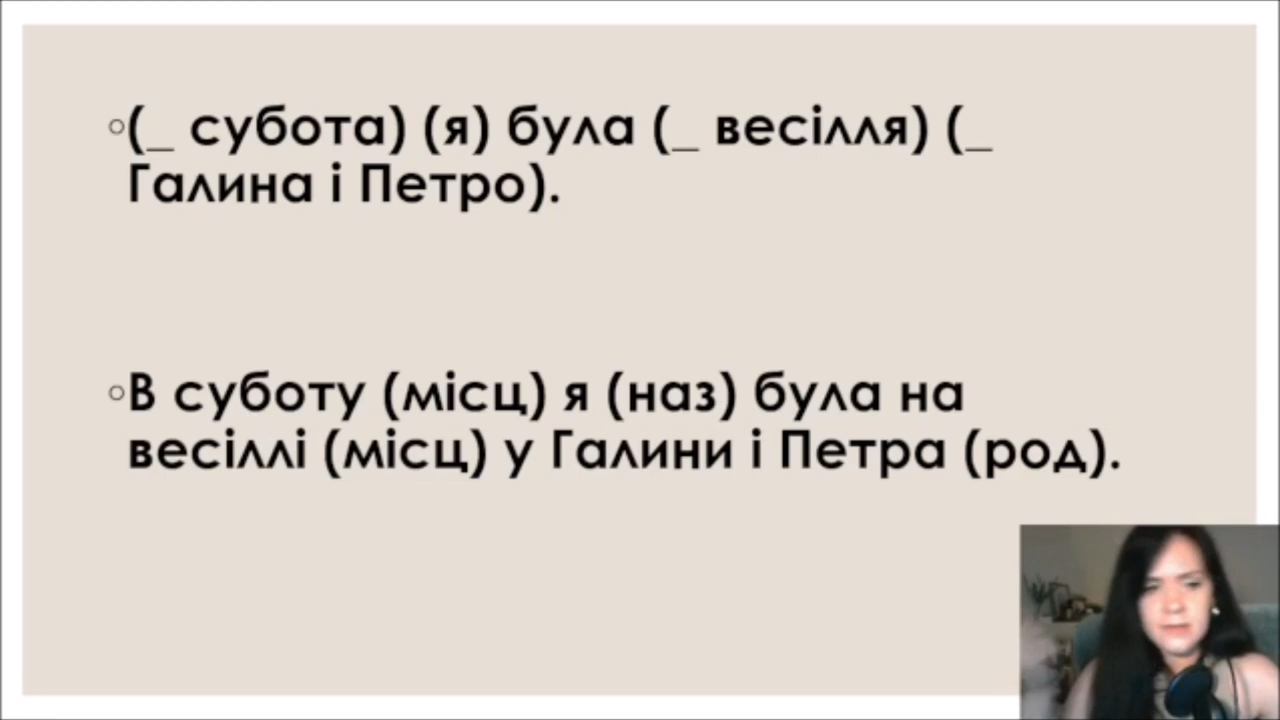 (_ субота) (я) була (_ весілля) (_
Галина і Петро).
В суботу (місц) я (наз) була на
весіллі (місц) у Галини і Петра (род).